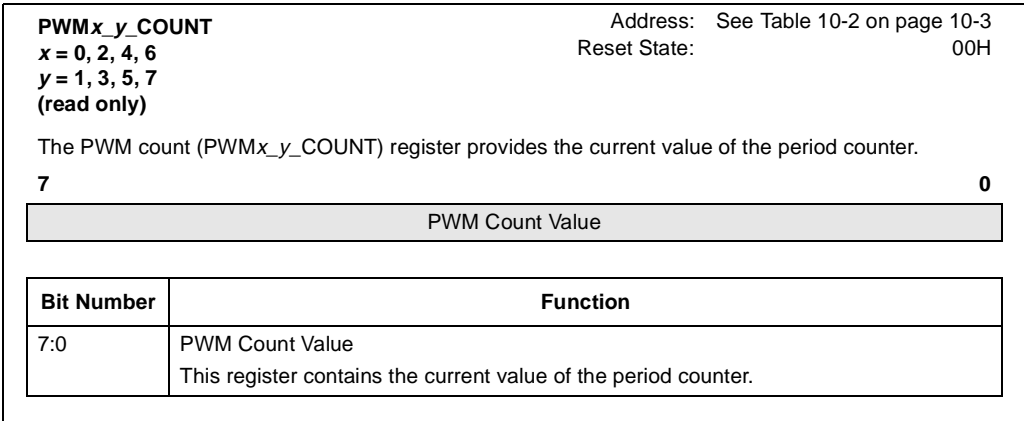 PWMx_y_COUNT
x = 0, 2, 4, 6
y = 1, 3, 5, 7
(read only)
Address: See Table 10-2 on page 10-3
Reset State: 00H
The PWM count (PWMx_y_COUNT) register provides the current value of the period counter.
7 0
PWM Count Value
Bit Number Function
7:0 PWM Count Value
This register contains the current value of the period counter.